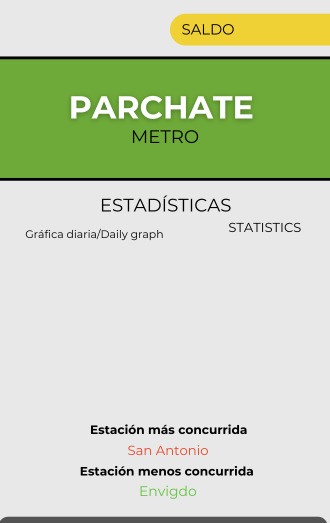 SALDO
PARCHATE
METRO
ESTADÍSTICAS
STATISTICS
Gráfica diaria/Daily graph
Estación más concurrida
San Antonio
Estación menos concurrida
Envigdo